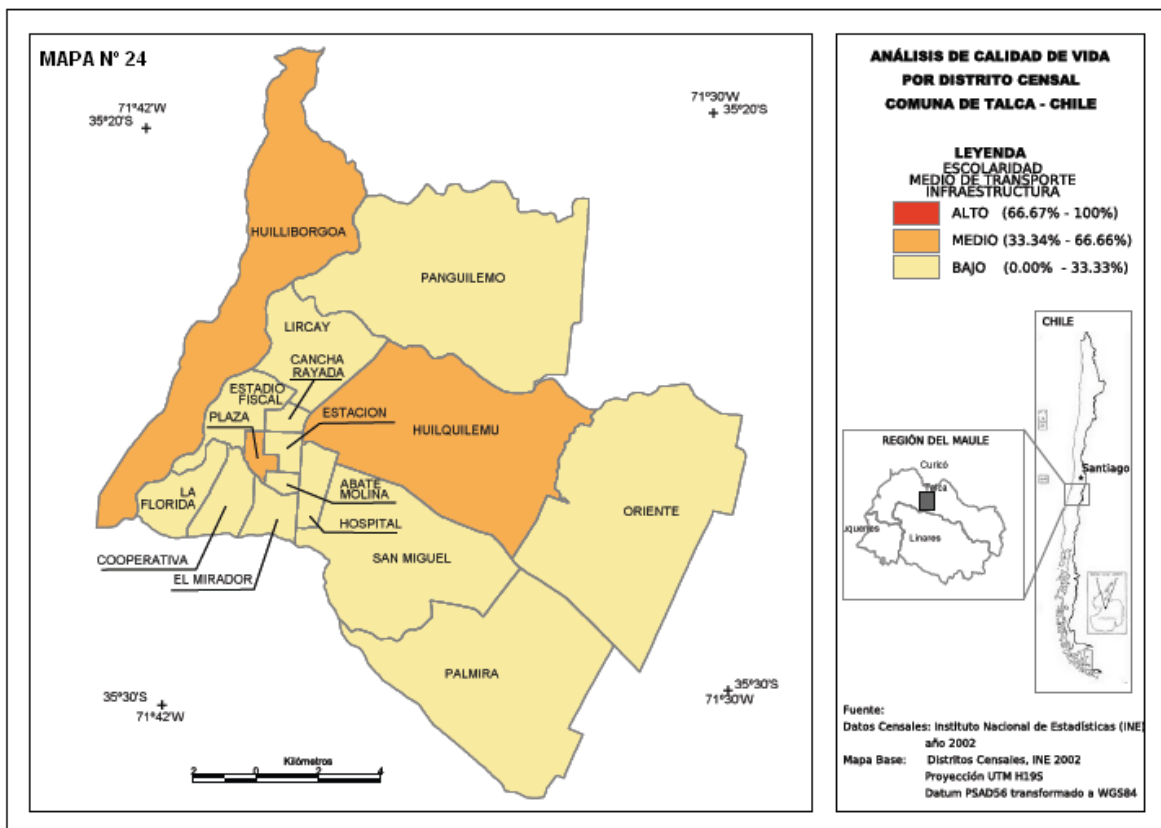 MAPA Nº 24
71º42'W
35º20'S
71º30'W
35º20'S
HUILLIBORGOA
PANGUILEMO
LIRCAY
CANCHA
RAYADA
ESTADIO
FISCAL
PLAZA
ESTACION
HUILQUILEMU
LA
FLORIDA
ABATE
MOLINA
HOSPITAL
ORIENTE
COOPERATIVA
EL MIRADOR
SAN MIGUEL
PALMIRA
35º30'S
71º42'W
35º30'S
71º30'W
Kilómetros
2 0 2 4
ANÁLISIS DE CALIDAD DE VIDA
POR DISTRITO CENSAL
COMUNA DE TALCA - CHILE
LEYENDA
ESCOLARIDAD
MEDIO DE TRANSPORTE
INFRAESTRUCTURA
ALTO (66.67% - 100%)
MEDIO (33.34% - 66.66%)
BAJO (0.00% - 33.33%)
CHILE
Santiago
REGIÓN DEL MAULE
Curicó
Talca
uquenes
Linares
Fuente:
Datos Censales: Instituto Nacional de Estadísticas (INE)
año 2002
Mapa Base: Distritos Censales, INE 2002
Proyección UTM H19S
Datum PSAD56 transformado a WGS84